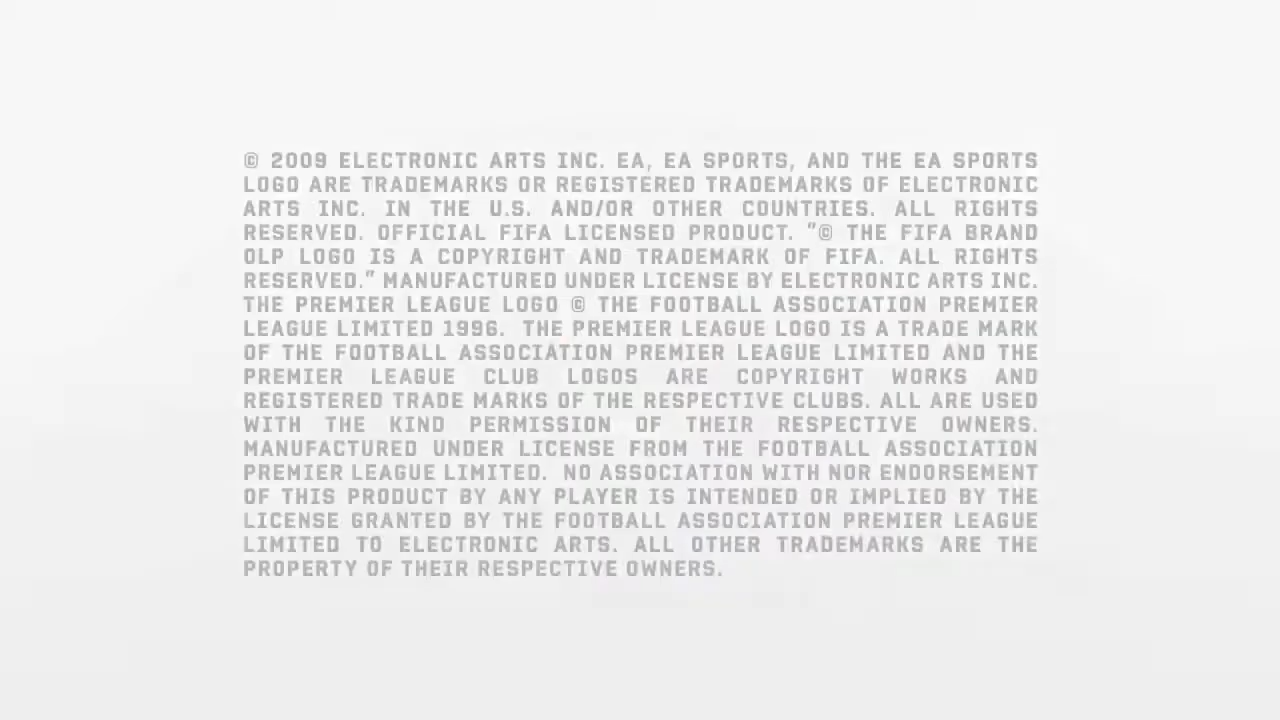 © 2009 ELECTRONIC ARTS INC. EA, EA SPORTS, AND THE EA SPORTS
LOGO ARE TRADEMARKS OR REGISTERED TRADEMARKS OF ELECTRONIC
ARTS INC. IN THE U.S. AND/OR OTHER COUNTRIES. ALL RIGHTS
RESERVED. OFFICIAL FIFA LICENSED PRODUCT. "© THE FIFA BRAND
OLP LOGO IS A COPYRIGHT AND TRADEMARK OF FIFA. ALL RIGHTS
RESERVED." MANUFACTURED UNDER LICENSE BY ELECTRONIC ARTS INC.
THE PREMIER LEAGUE LOGO © THE FOOTBALL ASSOCIATION PREMIER
LEAGUE LIMITED 1996. THE PREMIER LEAGUE LOGO IS A TRADE MARK
OF THE FOOTBALL ASSOCIATION PREMIER LEAGUE LIMITED AND THE
PREMIER LEAGUE CLUB LOGOS ARE COPYRIGHT WORKS AND
REGISTERED TRADE MARKS OF THE RESPECTIVE CLUBS. ALL ARE USED
WITH THE KIND PERMISSION OF THEIR RESPECTIVE OWNERS.
MANUFACTURED UNDER LICENSE FROM THE FOOTBALL ASSOCIATION
PREMIER LEAGUE LIMITED. NO ASSOCIATION WITH NOR ENDORSEMENT
OF THIS PRODUCT BY ANY PLAYER IS INTENDED OR IMPLIED BY THE
LICENSE GRANTED BY THE FOOTBALL ASSOCIATION PREMIER LEAGUE
LIMITED TO ELECTRONIC ARTS. ALL OTHER TRADEMARKS ARE THE
PROPERTY OF THEIR RESPECTIVE OWNERS.